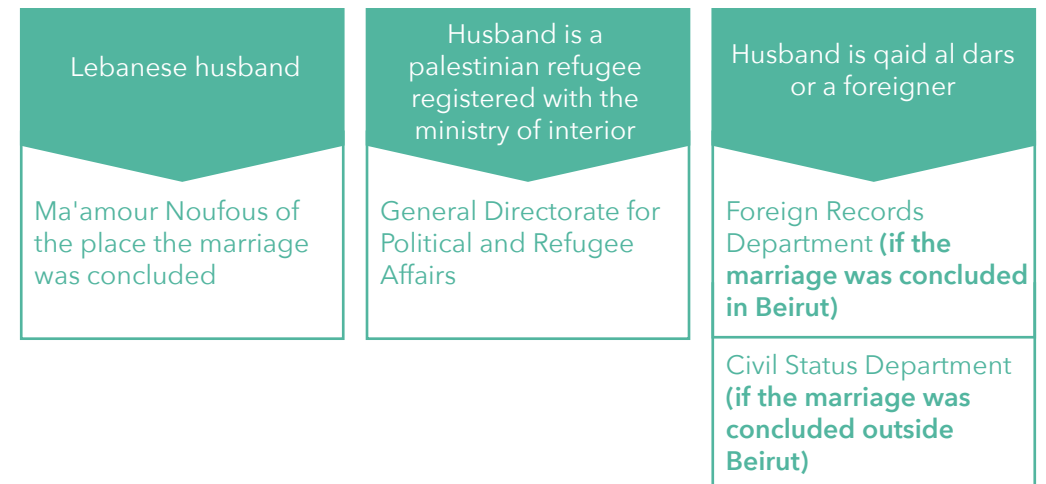 Lebanese husband
Ma'amour Noufous of
the place the marriage
was concluded
Husband is a
palestinian refugee
registered with the
ministry of interior
General Directorate for
Political and Refugee
Affairs
Husband is qaid al dars
or a foreigner
Foreign Records
Department (if the
marriage was concluded
in Beirut)
Civil Status Department
(if the marriage was
concluded outside
Beirut)